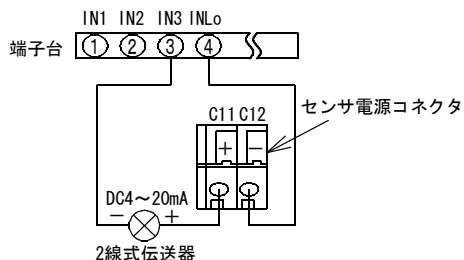 IN1 IN2 IN3 INLo
端子台 ① ② ③ ④
C11 C12
センサ電源コネクタ
+ −
DC4～20mA
− +
2線式伝送器